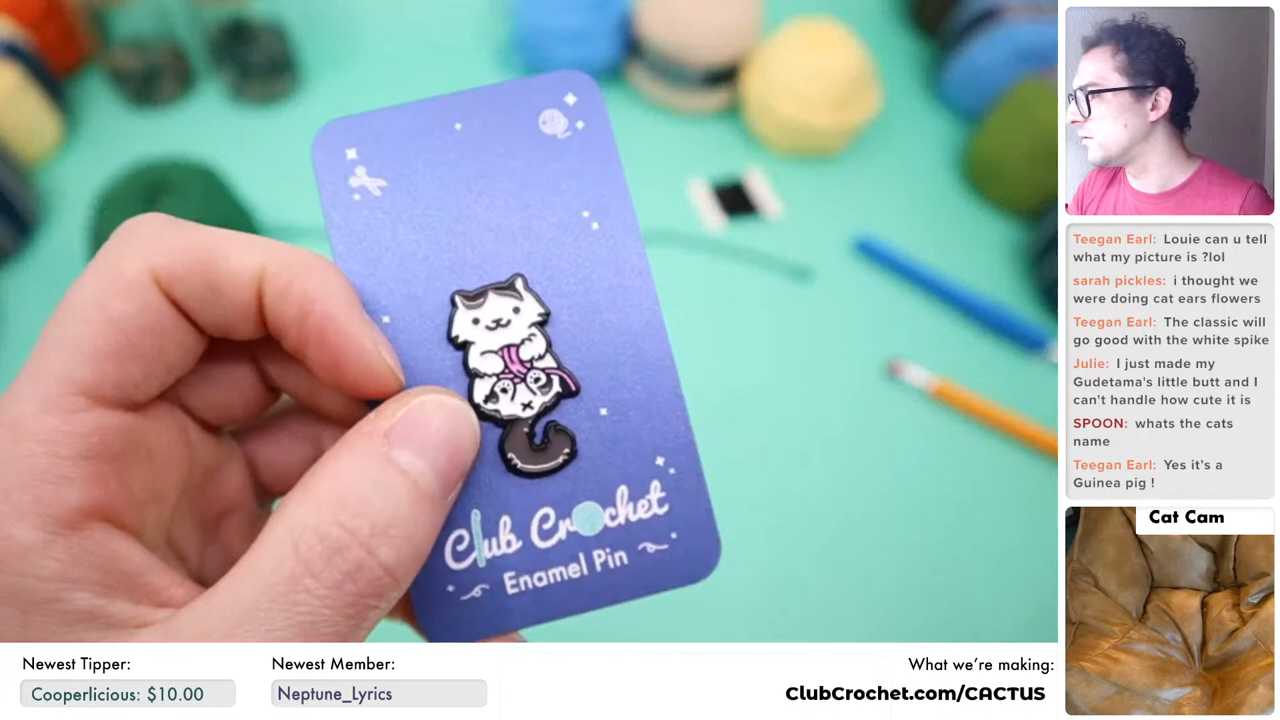 Club Crochet
Enamel Pin
Teegan Earl: Louie can u tell
what my picture is ?lol
sarah pickles: i thought we
were doing cat ears flowers
Teegan Earl: The classic will
go good with the white spike
Julie: I just made my
Gudetama's little butt and I
can't handle how cute it is
SPOON: whats the cats
name
Teegan Earl: Yes it's a
Guinea pig !
Cat Cam
Newest Tipper:
Cooperlicious: $10.00
Newest Member:
Neptune_Lyrics
What we're making:
ClubCrochet.com/CACTUS